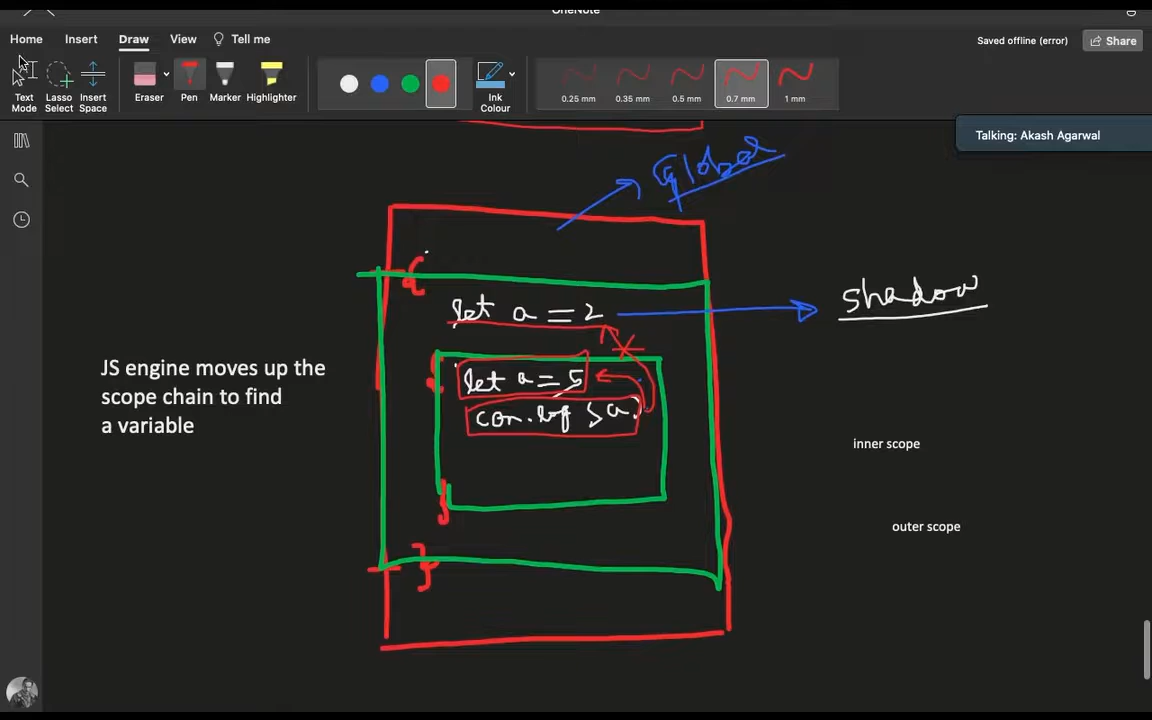 OneNote
Home Insert Draw View Tell me
Saved offline (error) Share
Text Mode
Lasso Select
Insert Space
Eraser
Pen
Marker
Highlighter
Ink Colour
0.25 mm 0.35 mm 0.5 mm 0.7 mm 1 mm
Talking: Akash Agarwal
Global
{
let a = 2
shadow
{
let a = 5
JS engine moves up the
scope chain to find
a variable
inner scope
}
outer scope
}